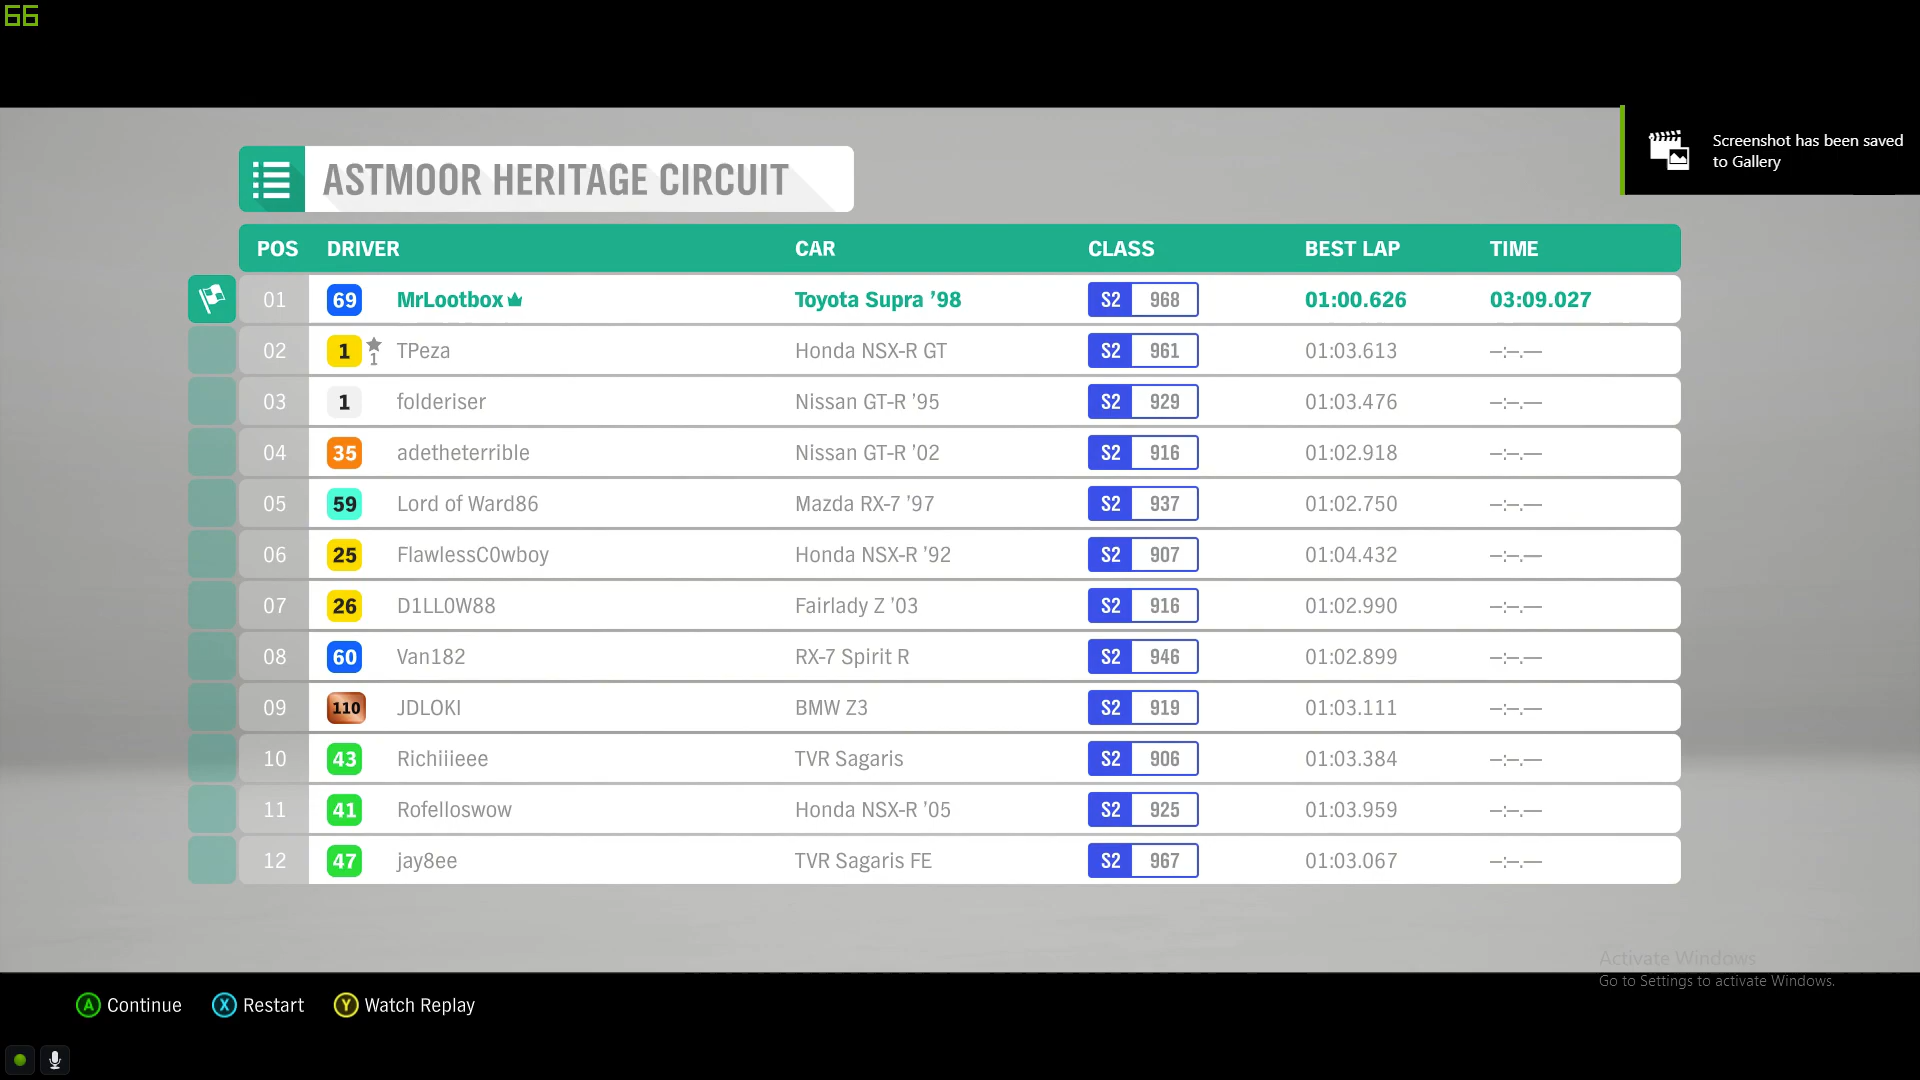 66
Screenshot has been saved
to Gallery
ASTMOOR HERITAGE CIRCUIT
POS DRIVER CAR CLASS BEST LAP TIME
01 69 MrLootbox Toyota Supra ’98 S2 968 01:00.626 03:09.027
02 1 1 TPeza Honda NSX-R GT S2 961 01:03.613 –:–.––
03 1 folderiser Nissan GT-R ’95 S2 929 01:03.476 –:–.––
04 35 adetheterrible Nissan GT-R ’02 S2 916 01:02.918 –:–.––
05 59 Lord of Ward86 Mazda RX-7 ’97 S2 937 01:02.750 –:–.––
06 25 FlawlessC0wboy Honda NSX-R ’92 S2 907 01:04.432 –:–.––
07 26 D1LL0W88 Fairlady Z ’03 S2 916 01:02.990 –:–.––
08 60 Van182 RX-7 Spirit R S2 946 01:02.899 –:–.––
09 110 JDLOKI BMW Z3 S2 919 01:03.111 –:–.––
10 43 Richiiieee TVR Sagaris S2 906 01:03.384 –:–.––
11 41 Rofelloswow Honda NSX-R ’05 S2 925 01:03.959 –:–.––
12 47 jay8ee TVR Sagaris FE S2 967 01:03.067 –:–.––
Activate Windows
Go to Settings to activate Windows.
A Continue X Restart Y Watch Replay